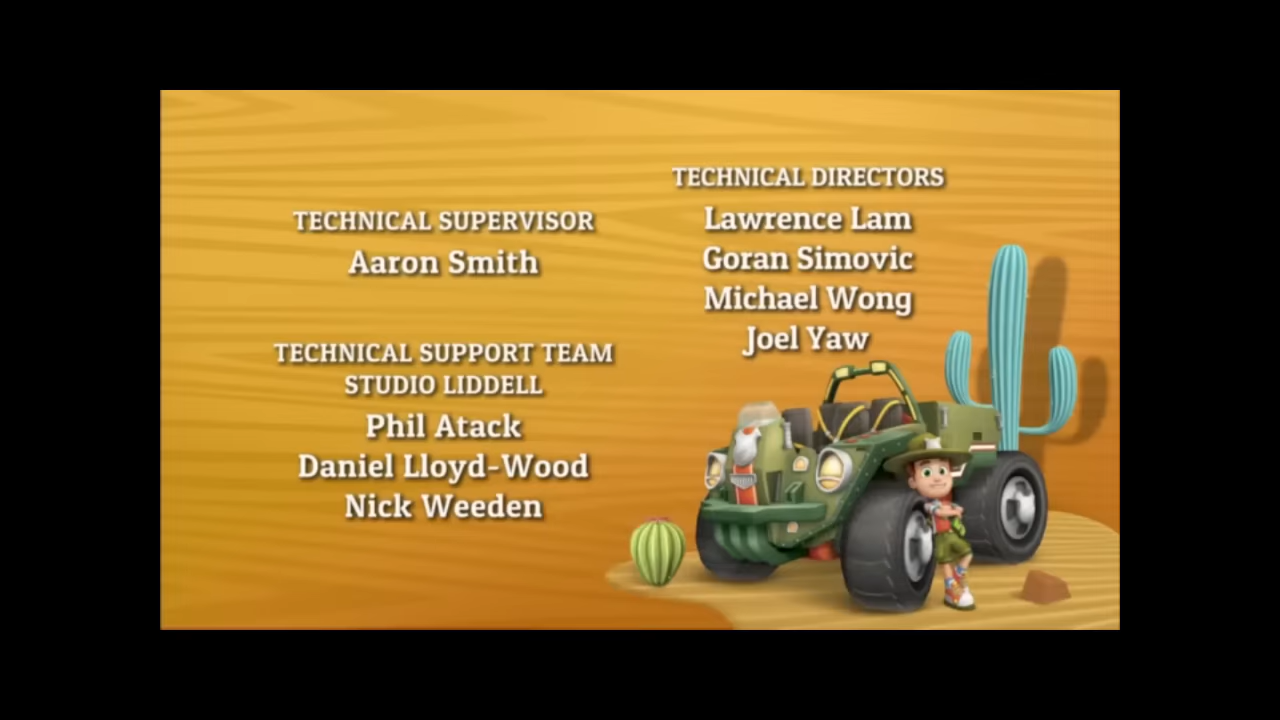 TECHNICAL SUPERVISOR
Aaron Smith
TECHNICAL SUPPORT TEAM
STUDIO LIDDELL
Phil Atack
Daniel Lloyd-Wood
Nick Weeden
TECHNICAL DIRECTORS
Lawrence Lam
Goran Simovic
Michael Wong
Joel Yaw